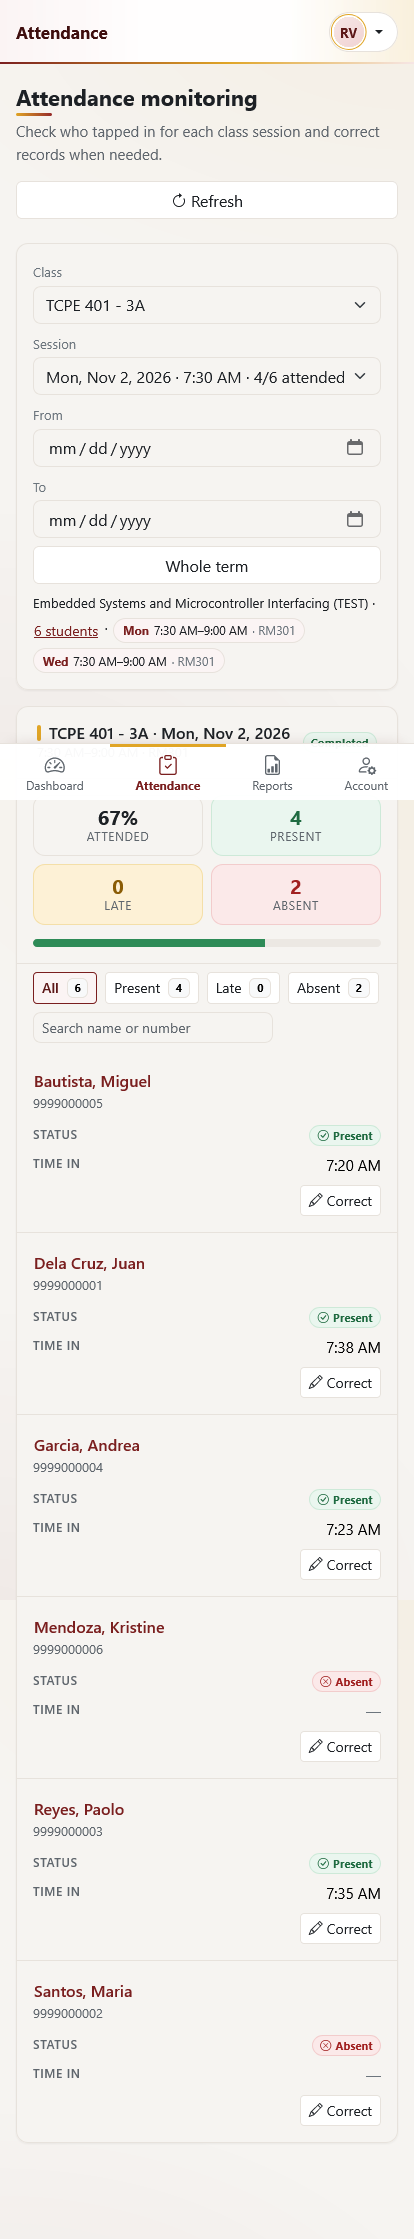 Attendance
RV
Attendance monitoring
Check who tapped in for each class session and correct
records when needed.
Refresh
Class
TCPE 401 - 3A
Session
Mon, Nov 2, 2026 · 7:30 AM · 4/6 attended
From
mm/dd/yyyy
To
mm/dd/yyyy
Whole term
Embedded Systems and Microcontroller Interfacing (TEST) ·
6 students · Mon 7:30 AM–9:00 AM · RM301
Wed 7:30 AM–9:00 AM · RM301
TCPE 401 - 3A · Mon, Nov 2, 2026
Completed
Dashboard Attendance Reports Account
67% 4
ATTENDED PRESENT
0 2
LATE ABSENT
All 6 Present 4 Late 0 Absent 2
Search name or number
Bautista, Miguel
9999000005
STATUS Present
TIME IN 7:20 AM
Correct
Dela Cruz, Juan
9999000001
STATUS Present
TIME IN 7:38 AM
Correct
Garcia, Andrea
9999000004
STATUS Present
TIME IN 7:23 AM
Correct
Mendoza, Kristine
9999000006
STATUS Absent
TIME IN —
Correct
Reyes, Paolo
9999000003
STATUS Present
TIME IN 7:35 AM
Correct
Santos, Maria
9999000002
STATUS Absent
TIME IN —
Correct